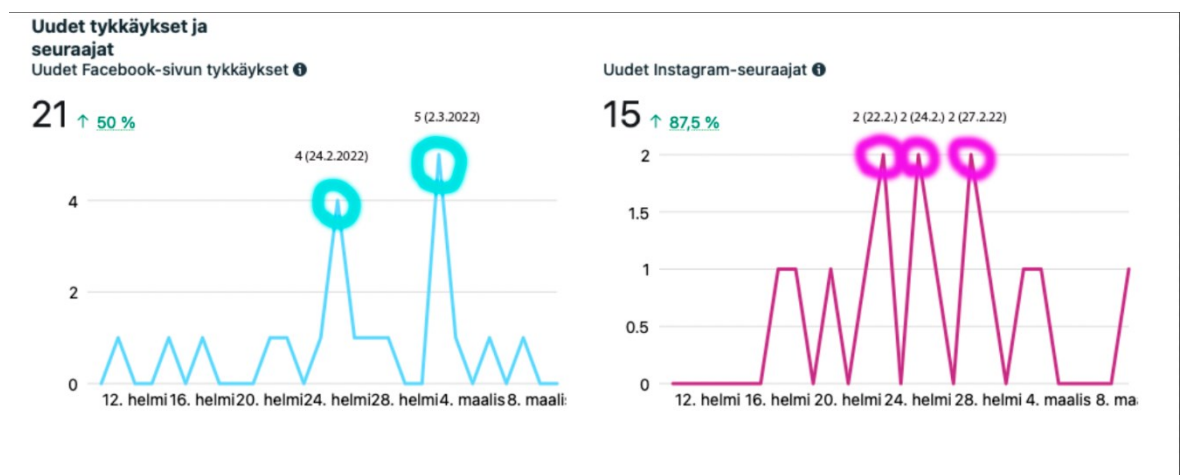 Uudet tykkäykset ja
seuraajat
Uudet Facebook-sivun tykkäykset
21 ↑ 50 %
5 (2.3.2022)
4 (24.2.2022)
4
2
0
12. helmi 16. helmi 20. helmi 24. helmi 28. helmi 4. maalis 8. maalis
Uudet Instagram-seuraajat
15 ↑ 87,5 %
2 (22.2.) 2 (24.2.) 2 (27.2.22)
2
1.5
1
0.5
0
12. helmi 16. helmi 20. helmi 24. helmi 28. helmi 4. maalis 8. ma